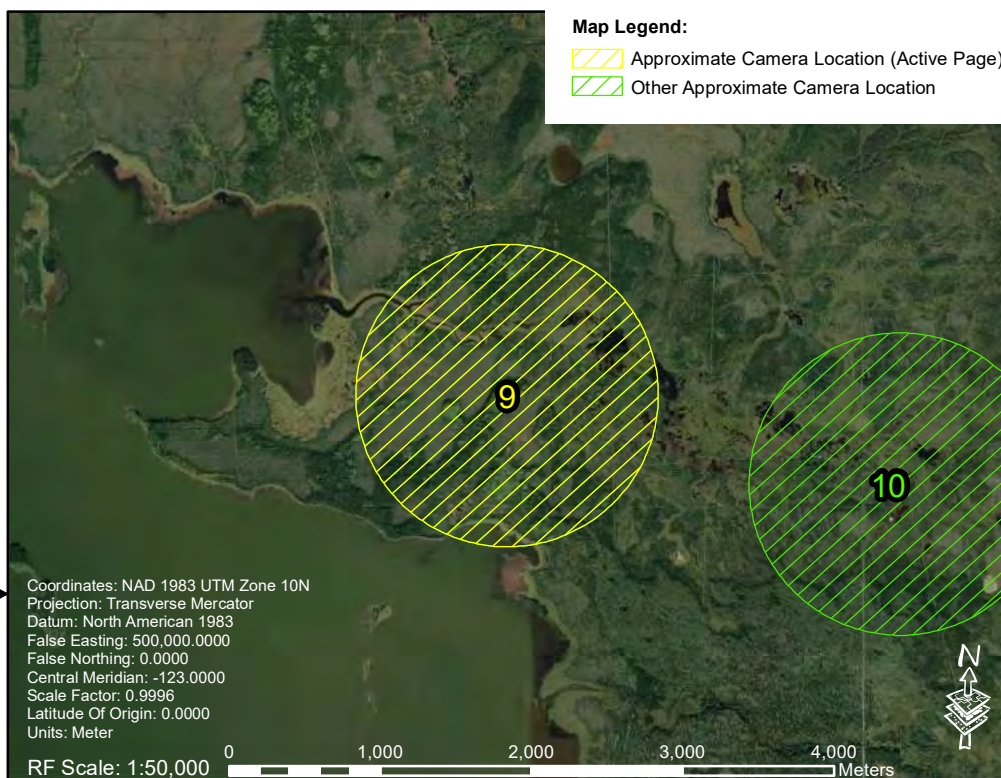 Map Legend:
Approximate Camera Location (Active Page)
Other Approximate Camera Location
9
10
Coordinates: NAD 1983 UTM Zone 10N
Projection: Transverse Mercator
Datum: North American 1983
False Easting: 500,000.0000
False Northing: 0.0000
Central Meridian: -123.0000
Scale Factor: 0.9996
Latitude Of Origin: 0.0000
Units: Meter
N
RF Scale: 1:50,000
0 1,000 2,000 3,000 4,000
Meters